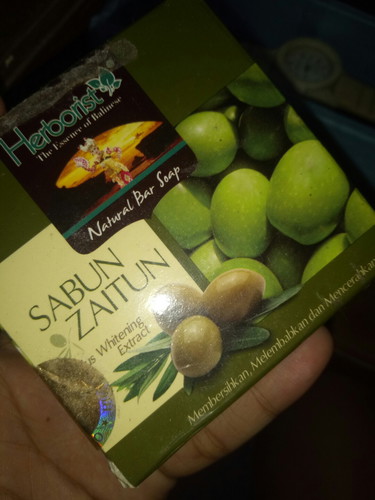 Herborist
The Essence of Balinese
Natural Bar Soap
SABUN
ZAITUN
Whitening
Extract
Membersihkan, Melembabkan dan Mencerahkan